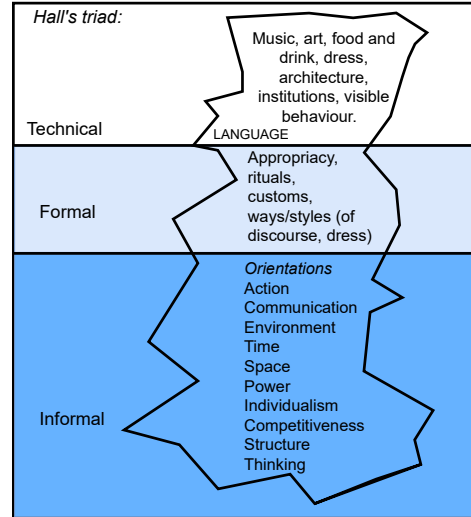 Hall's triad:
Music, art, food and
drink, dress,
architecture,
institutions, visible
behaviour.
Technical
LANGUAGE
Appropriacy,
rituals,
customs,
ways/styles (of
discourse, dress)
Formal
Orientations
Action
Communication
Environment
Time
Space
Power
Individualism
Competitiveness
Structure
Thinking
Informal